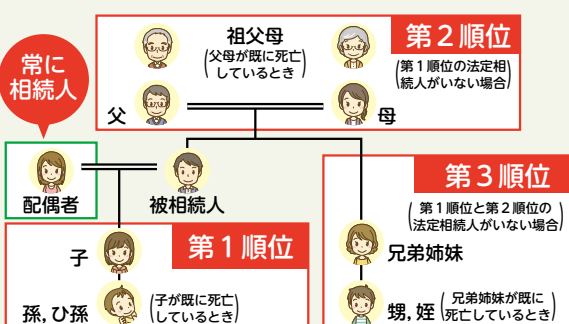 祖父母
(父母が既に死亡
しているとき)
第2順位
(第1順位の法定相
続人がいない場合)
常に
相続人
父
母
配偶者
被相続人
第3順位
(第1順位と第2順位の
法定相続人がいない場合)
子
第1順位
兄弟姉妹
孫,ひ孫
(子が既に死亡
しているとき)
甥,姪
(兄弟姉妹が既に
死亡しているとき)